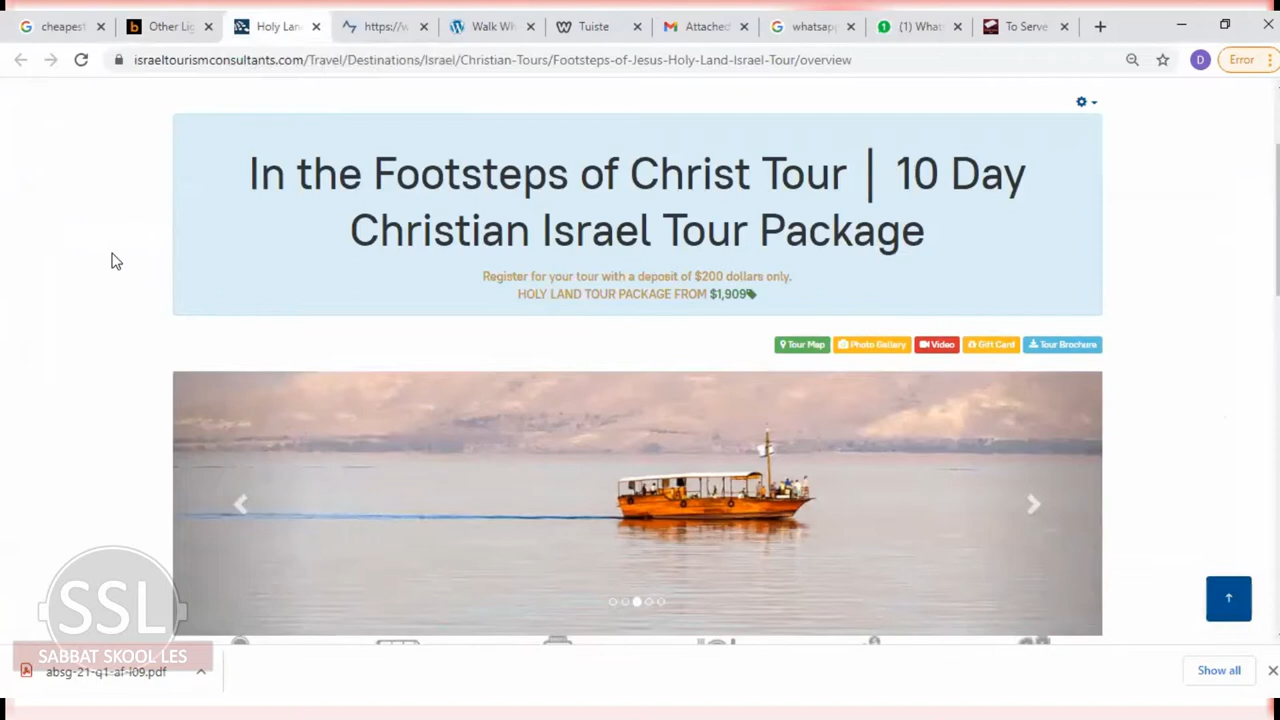 cheapest
Other Lig
Holy Lan
https://w
Walk Wh
Tuiste
Attached
whatsap
(1) What
To Serve
israeltourismconsultants.com/Travel/Destinations/Israel/Christian-Tours/Footsteps-of-Jesus-Holy-Land-Israel-Tour/overview
D
Error
In the Footsteps of Christ Tour | 10 Day
Christian Israel Tour Package
Register for your tour with a deposit of $200 dollars only.
HOLY LAND TOUR PACKAGE FROM $1,909
Tour Map
Photo Gallery
Video
Gift Card
Tour Brochure
SSL
SABBAT SKOOL LES
absg-21-q1-af-l09.pdf
Show all